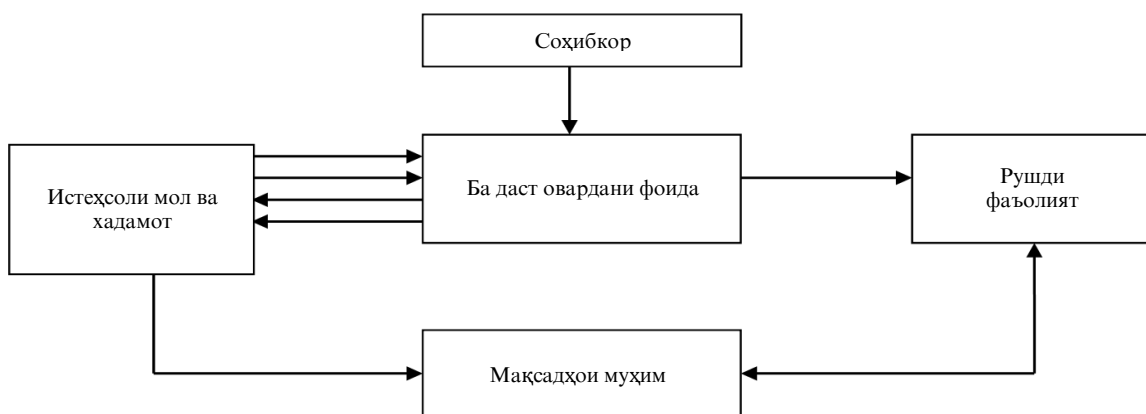 Соҳибкор
Истеҳсоли мол ва
хадамот
Ба даст овардани фоида
Рушди
фаъолият
Мақсадҳои муҳим